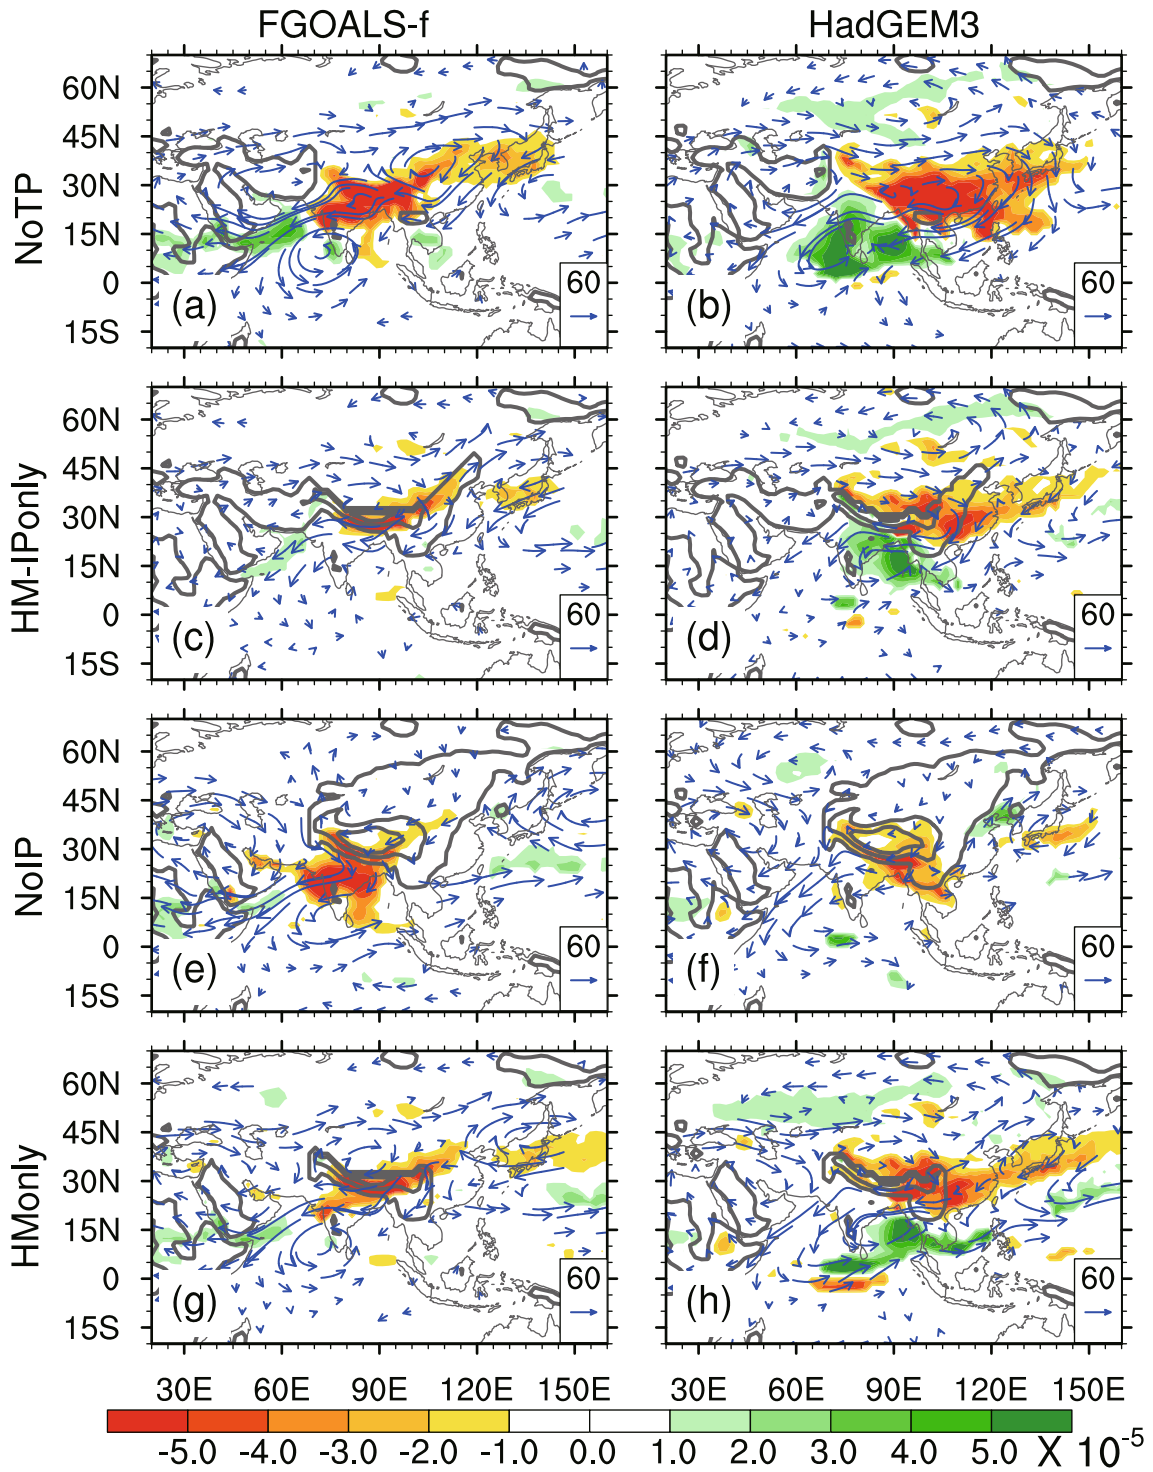 FGOALS-f HadGEM3
NoTP
60N
45N
30N
15N
0
15S
(a) 60
(b) 60
HM-IPonly
60N
45N
30N
15N
0
15S
(c) 60
(d) 60
NoIP
60N
45N
30N
15N
0
15S
(e) 60
(f) 60
HMonly
60N
45N
30N
15N
0
15S
(g) 60
(h) 60
30E 60E 90E 120E 150E 30E 60E 90E 120E 150E
-5.0 -4.0 -3.0 -2.0 -1.0 0.0 1.0 2.0 3.0 4.0 5.0 X 10⁻⁵